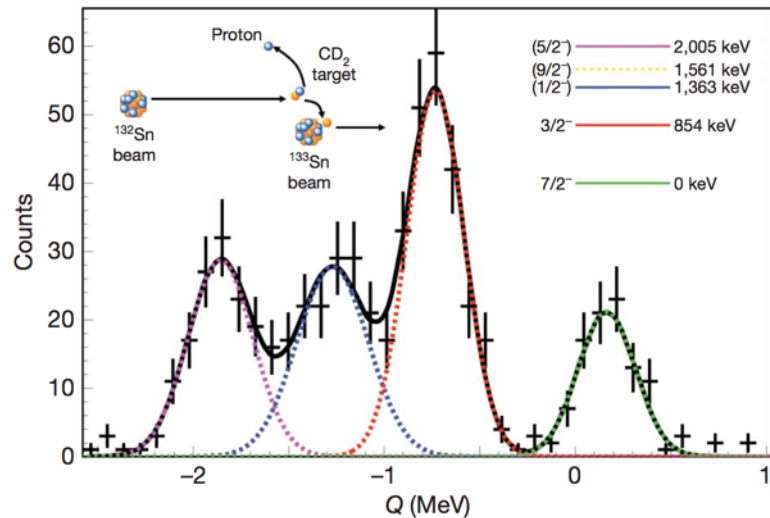 Proton
CD₂
target
¹³²Sn
beam
¹³³Sn
beam
(5/2⁻) 2,005 keV
(9/2⁻) 1,561 keV
(1/2⁻) 1,363 keV
3/2⁻ 854 keV
7/2⁻ 0 keV
Counts
60
50
40
30
20
10
0
−2 −1 0 1
Q (MeV)